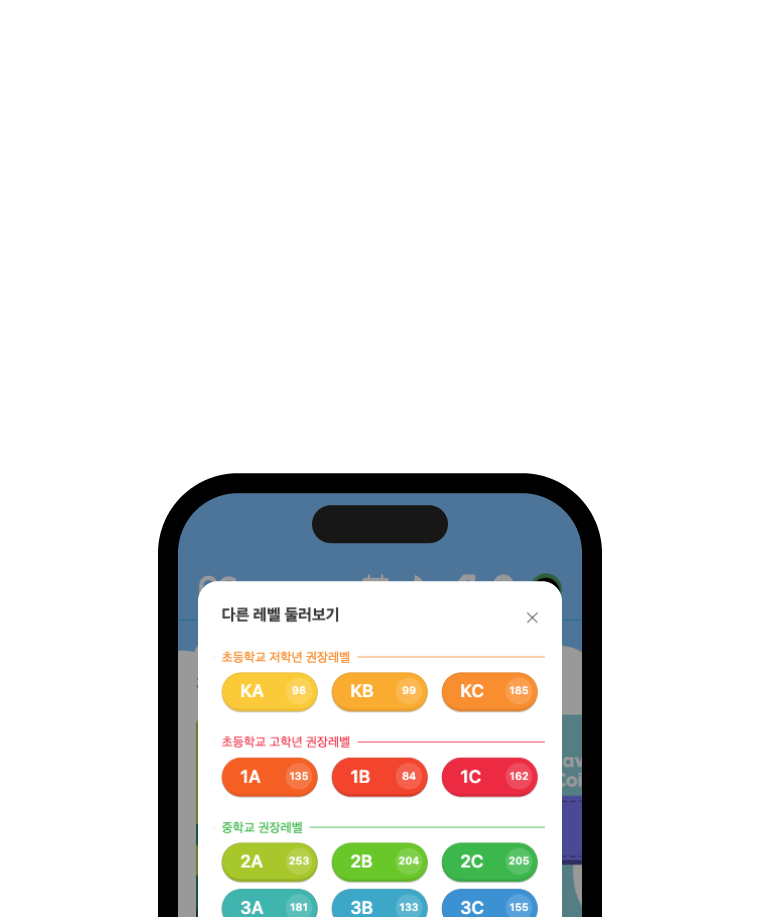 다른 레벨 둘러보기
초등학교 저학년 권장레벨
KA 98 KB 99 KC 185
초등학교 고학년 권장레벨
1A 135 1B 84 1C 162
중학교 권장레벨
2A 253 2B 204 2C 205
3A 181 3B 133 3C 155